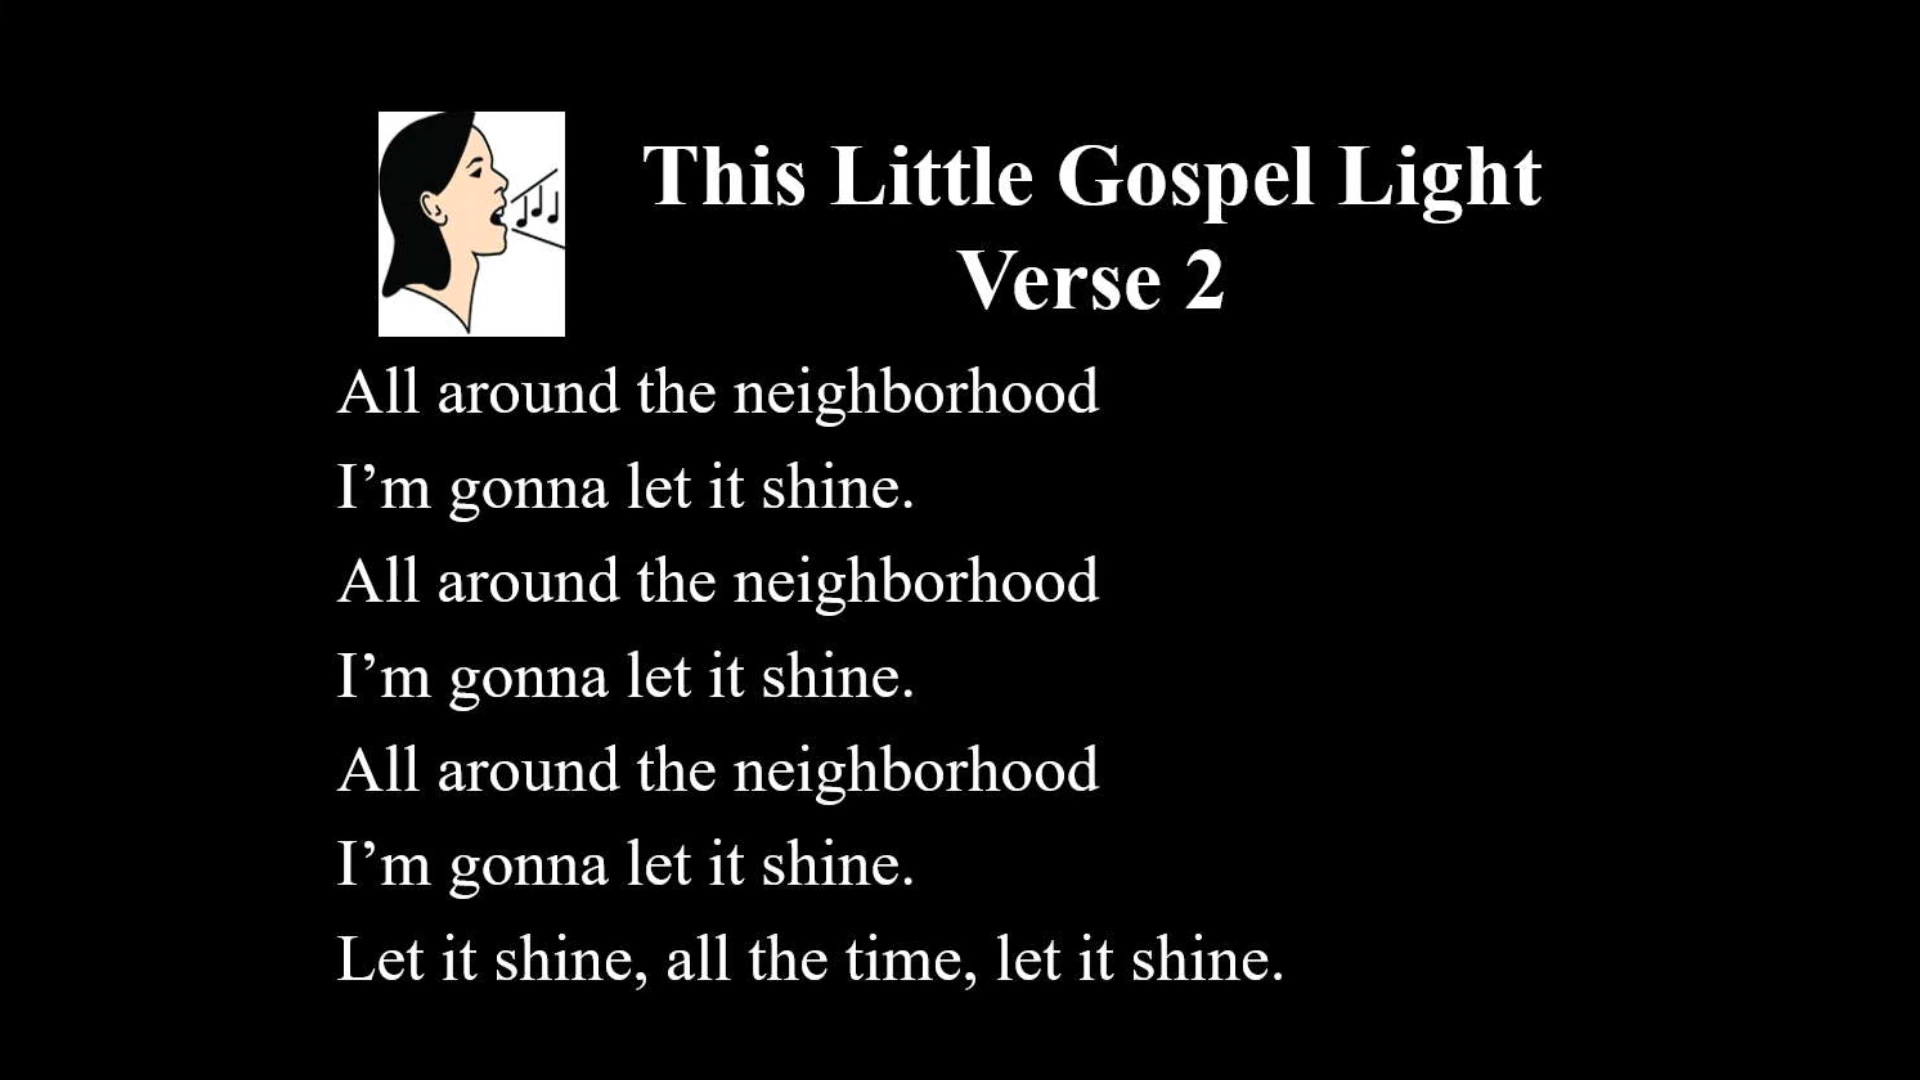 This Little Gospel Light
Verse 2
All around the neighborhood
I’m gonna let it shine.
All around the neighborhood
I’m gonna let it shine.
All around the neighborhood
I’m gonna let it shine.
Let it shine, all the time, let it shine.